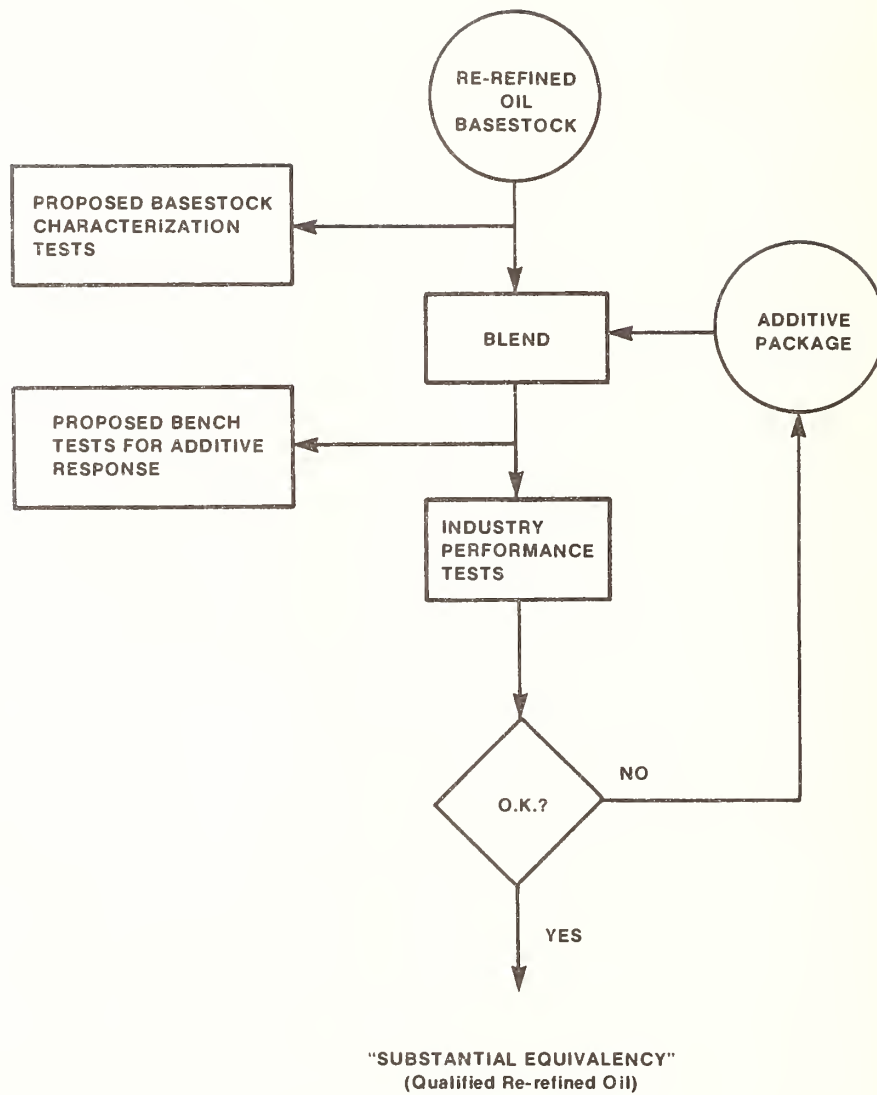 RE-REFINED
OIL
BASESTOCK
PROPOSED BASESTOCK
CHARACTERIZATION
TESTS
BLEND
ADDITIVE
PACKAGE
PROPOSED BENCH
TESTS FOR ADDITIVE
RESPONSE
INDUSTRY
PERFORMANCE
TESTS
NO
O.K.?
YES
"SUBSTANTIAL EQUIVALENCY"
(Qualified Re-refined Oil)